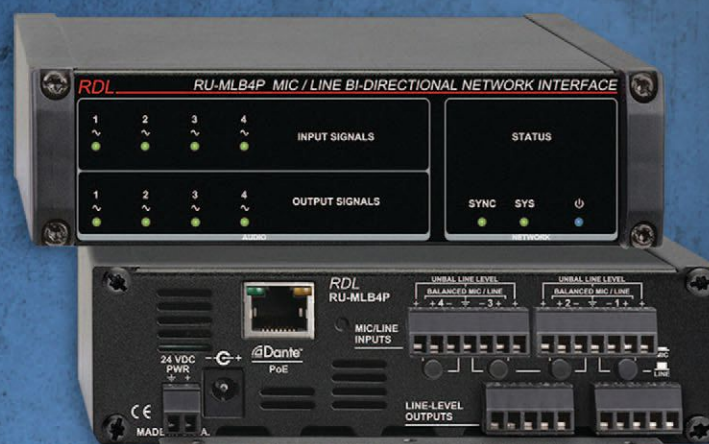 RDL RU-MLB4P MIC / LINE BI-DIRECTIONAL NETWORK INTERFACE
1 2 3 4
INPUT SIGNALS
STATUS
1 2 3 4
OUTPUT SIGNALS
SYNC SYS
AUDIO
NETWORK
RDL
RU-MLB4P
UNBAL LINE LEVEL
UNBAL LINE LEVEL
BALANCED MIC / LINE
BALANCED MIC / LINE
+ + 4 - - 3 + +
+ + 2 - - 1 + +
MIC/LINE
INPUTS
24 VDC
PWR
- +
Dante™
PoE
MIC
LINE
LINE-LEVEL
OUTPUTS
CE
MADE A.